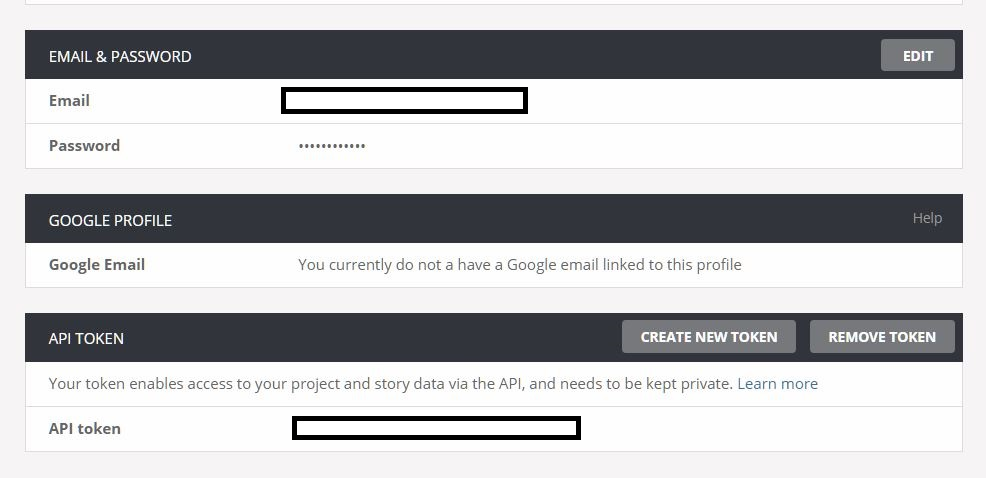 EMAIL & PASSWORD EDIT
Email
Password ••••••••••••
GOOGLE PROFILE Help
Google Email You currently do not a have a Google email linked to this profile
API TOKEN CREATE NEW TOKEN REMOVE TOKEN
Your token enables access to your project and story data via the API, and needs to be kept private. Learn more
API token